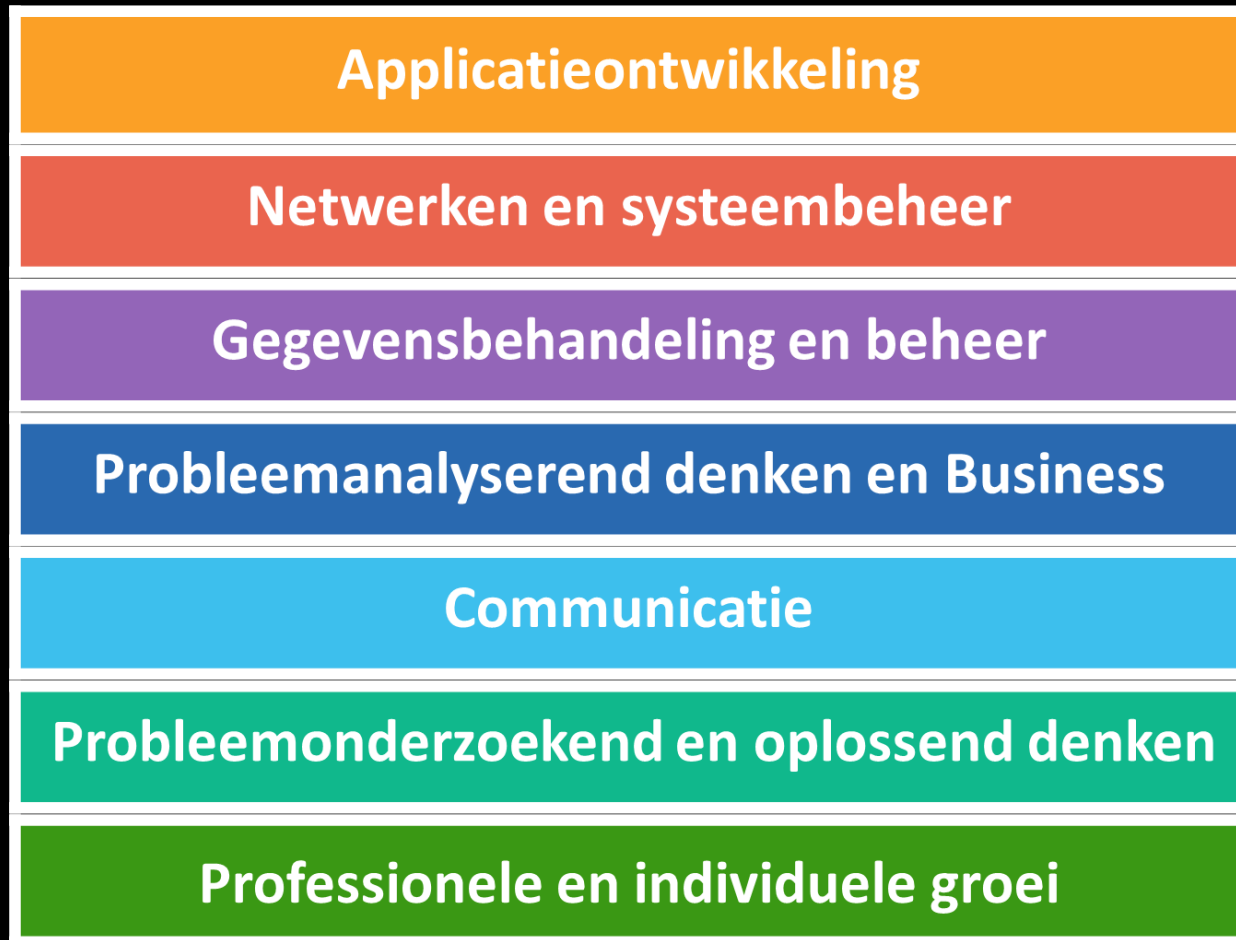 Applicatieontwikkeling
Netwerken en systeembeheer
Gegevensbehandeling en beheer
Probleemanalyserend denken en Business
Communicatie
Probleemonderzoekend en oplossend denken
Professionele en individuele groei